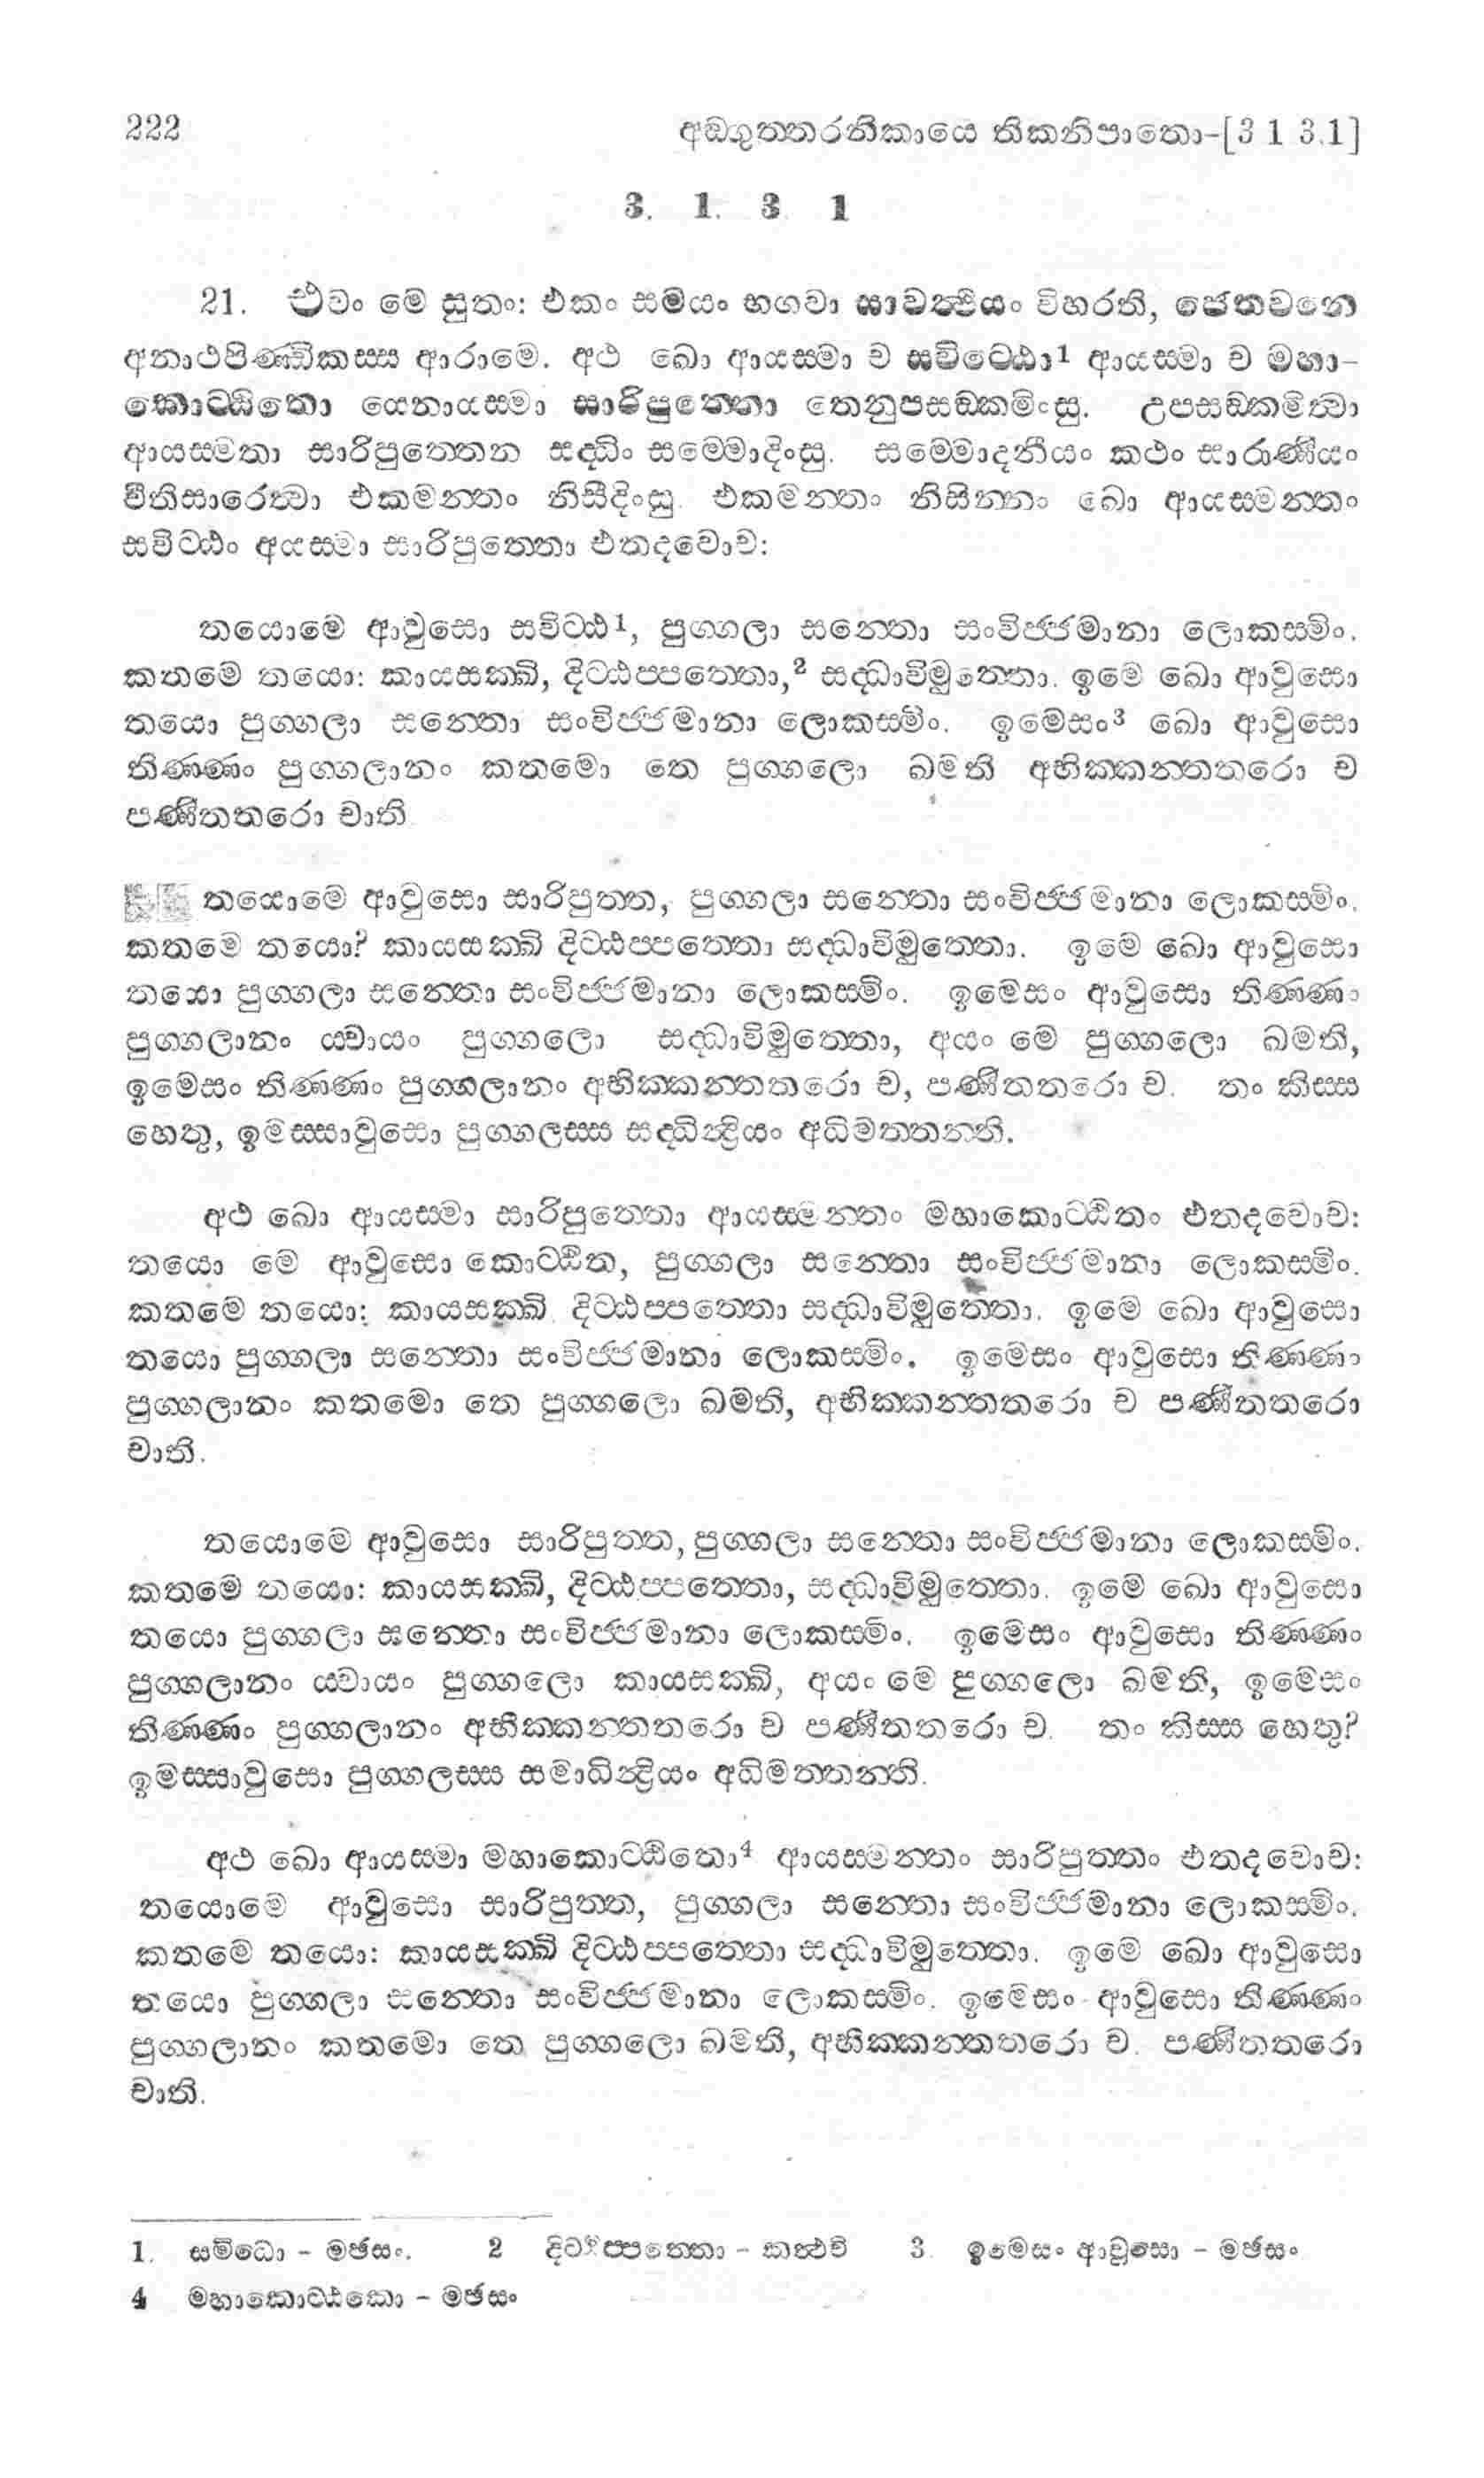 222 අඞ්ගුත්තරනිකායෙ තිකනිපාතො-[3 1 3.1]
3. 1. 3 1
21. එවං මෙ සුතං: එකං සමයං භගවා සාවත්ථියං විහරති, ජෙතවනෙ
අනාථපිණ්ඩිකස්ස ආරාමෙ. අථ ඛො ආයස්මා ච සවිට්ඨො1 ආයස්මා ච මහා-
කොට්ඨිතො යෙනායස්මා සාරිපුත්තො තෙනුපසඞ්කමිංසු. උපසඞ්කමිත්වා
ආයස්මතා සාරිපුත්තෙන සද්ධිං සම්මොදිංසු. සම්මොදනීයං කථං සාරාණීයං
වීතිසාරෙත්වා එකමන්තං නිසීදිංසු. එකමන්තං නිසින්නං ඛො ආයස්මන්තං
සවිට්ඨං අයස්මා සාරිපුත්තො එතදවොච:
තයොමෙ ආවුසො සවිට්ඨ1, පුග්ගලා සන්තො සංවිජ්ජමානා ලොකස්මිං.
කතමෙ තයො: කායසක්ඛි, දිට්ඨප්පත්තො,2 සද්ධාවිමුත්තො. ඉමෙ ඛො ආවුසො
තයො පුග්ගලා සන්තො සංවිජ්ජමානා ලොකස්මිං. ඉමෙසං3 ඛො ආවුසො
තිණ්ණං පුග්ගලානං කතමො තෙ පුග්ගලො ඛමති අභික්කන්තතරො ච
පණීතතරො චාති
තයොමෙ ආවුසො සාරිපුත්ත, පුග්ගලා සන්තො සංවිජ්ජමානා ලොකස්මිං.
කතමෙ තයො? කායසක්ඛි දිට්ඨප්පත්තො සද්ධාවිමුත්තො. ඉමෙ ඛො ආවුසො
තයො පුග්ගලා සන්තො සංවිජ්ජමානා ලොකස්මිං. ඉමෙසං ආවුසො තිණ්ණං
පුග්ගලානං ය්වායං පුග්ගලො සද්ධාවිමුත්තො, අයං මෙ පුග්ගලො ඛමති,
ඉමෙසං තිණ්ණං පුග්ගලානං අභික්කන්තතරො ච, පණීතතරො ච. තං කිස්ස
හෙතු, ඉමස්සාවුසො පුග්ගලස්ස සද්ධින්ද්‍රියං අධිමත්තන්ති.
අථ ඛො ආයස්මා සාරිපුත්තො ආයස්මන්තං මහාකොට්ඨිතං එතදවොච:
තයො මෙ ආවුසො කොට්ඨිත, පුග්ගලා සන්තො සංවිජ්ජමානා ලොකස්මිං.
කතමෙ තයො: කායසක්ඛි දිට්ඨප්පත්තො සද්ධාවිමුත්තො. ඉමෙ ඛො ආවුසො
තයො පුග්ගලා සන්තො සංවිජ්ජමානා ලොකස්මිං. ඉමෙසං ආවුසො තිණ්ණං
පුග්ගලානං කතමො තෙ පුග්ගලො ඛමති, අභික්කන්තතරො ච පණීතතරො
චාති.
තයොමෙ ආවුසො සාරිපුත්ත, පුග්ගලා සන්තො සංවිජ්ජමානා ලොකස්මිං.
කතමෙ තයො: කායසක්ඛි, දිට්ඨප්පත්තො, සද්ධාවිමුත්තො. ඉමෙ ඛො ආවුසො
තයො පුග්ගලා සන්තො සංවිජ්ජමානා ලොකස්මිං. ඉමෙසං ආවුසො තිණ්ණං
පුග්ගලානං ය්වායං පුග්ගලො කායසක්ඛි, අයං මෙ පුග්ගලො ඛමති, ඉමෙසං
තිණ්ණං පුග්ගලානං අභික්කන්තතරො ච පණීතතරො ච. තං කිස්ස හෙතු?
ඉමස්සාවුසො පුග්ගලස්ස සමාධින්ද්‍රියං අධිමත්තන්ති.
අථ ඛො ආයස්මා මහාකොට්ඨිතො4 ආයස්මන්තං සාරිපුත්තං එතදවොච:
තයොමෙ ආවුසො සාරිපුත්ත, පුග්ගලා සන්තො සංවිජ්ජමානා ලොකස්මිං.
කතමෙ තයො: කායසක්ඛි දිට්ඨප්පත්තො සද්ධාවිමුත්තො. ඉමෙ ඛො ආවුසො
තයො පුග්ගලා සන්තො සංවිජ්ජමානා ලොකස්මිං. ඉමෙසං ආවුසො තිණ්ණං
පුග්ගලානං කතමො තෙ පුග්ගලො ඛමති, අභික්කන්තතරො ච. පණීතතරො
චාති.
1. සමිධො - මඡසං. 2 දිට්ඨිප්පත්තො - කත්ථචි 3. ඉමෙසං ආවුසො - මඡසං
4 මහාකොට්ඨකො - මඡසං